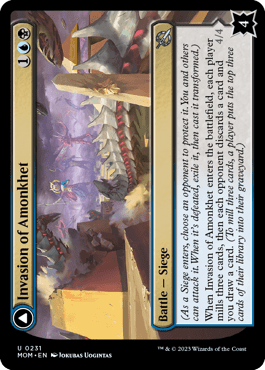 Invasion of Amonkhet
1
Battle — Siege
(As a Siege enters, choose an opponent to protect it. You and others
can attack it. When it's defeated, exile it, then cast it transformed.)
When Invasion of Amonkhet enters the battlefield, each player
mills three cards, then each opponent discards a card and
you draw a card. (To mill three cards, a player puts the top three
cards of their library into their graveyard.)
4/4
4
U 0231
MOM • EN JOKUBAS UOGINTAS
™ & © 2023 Wizards of the Coast